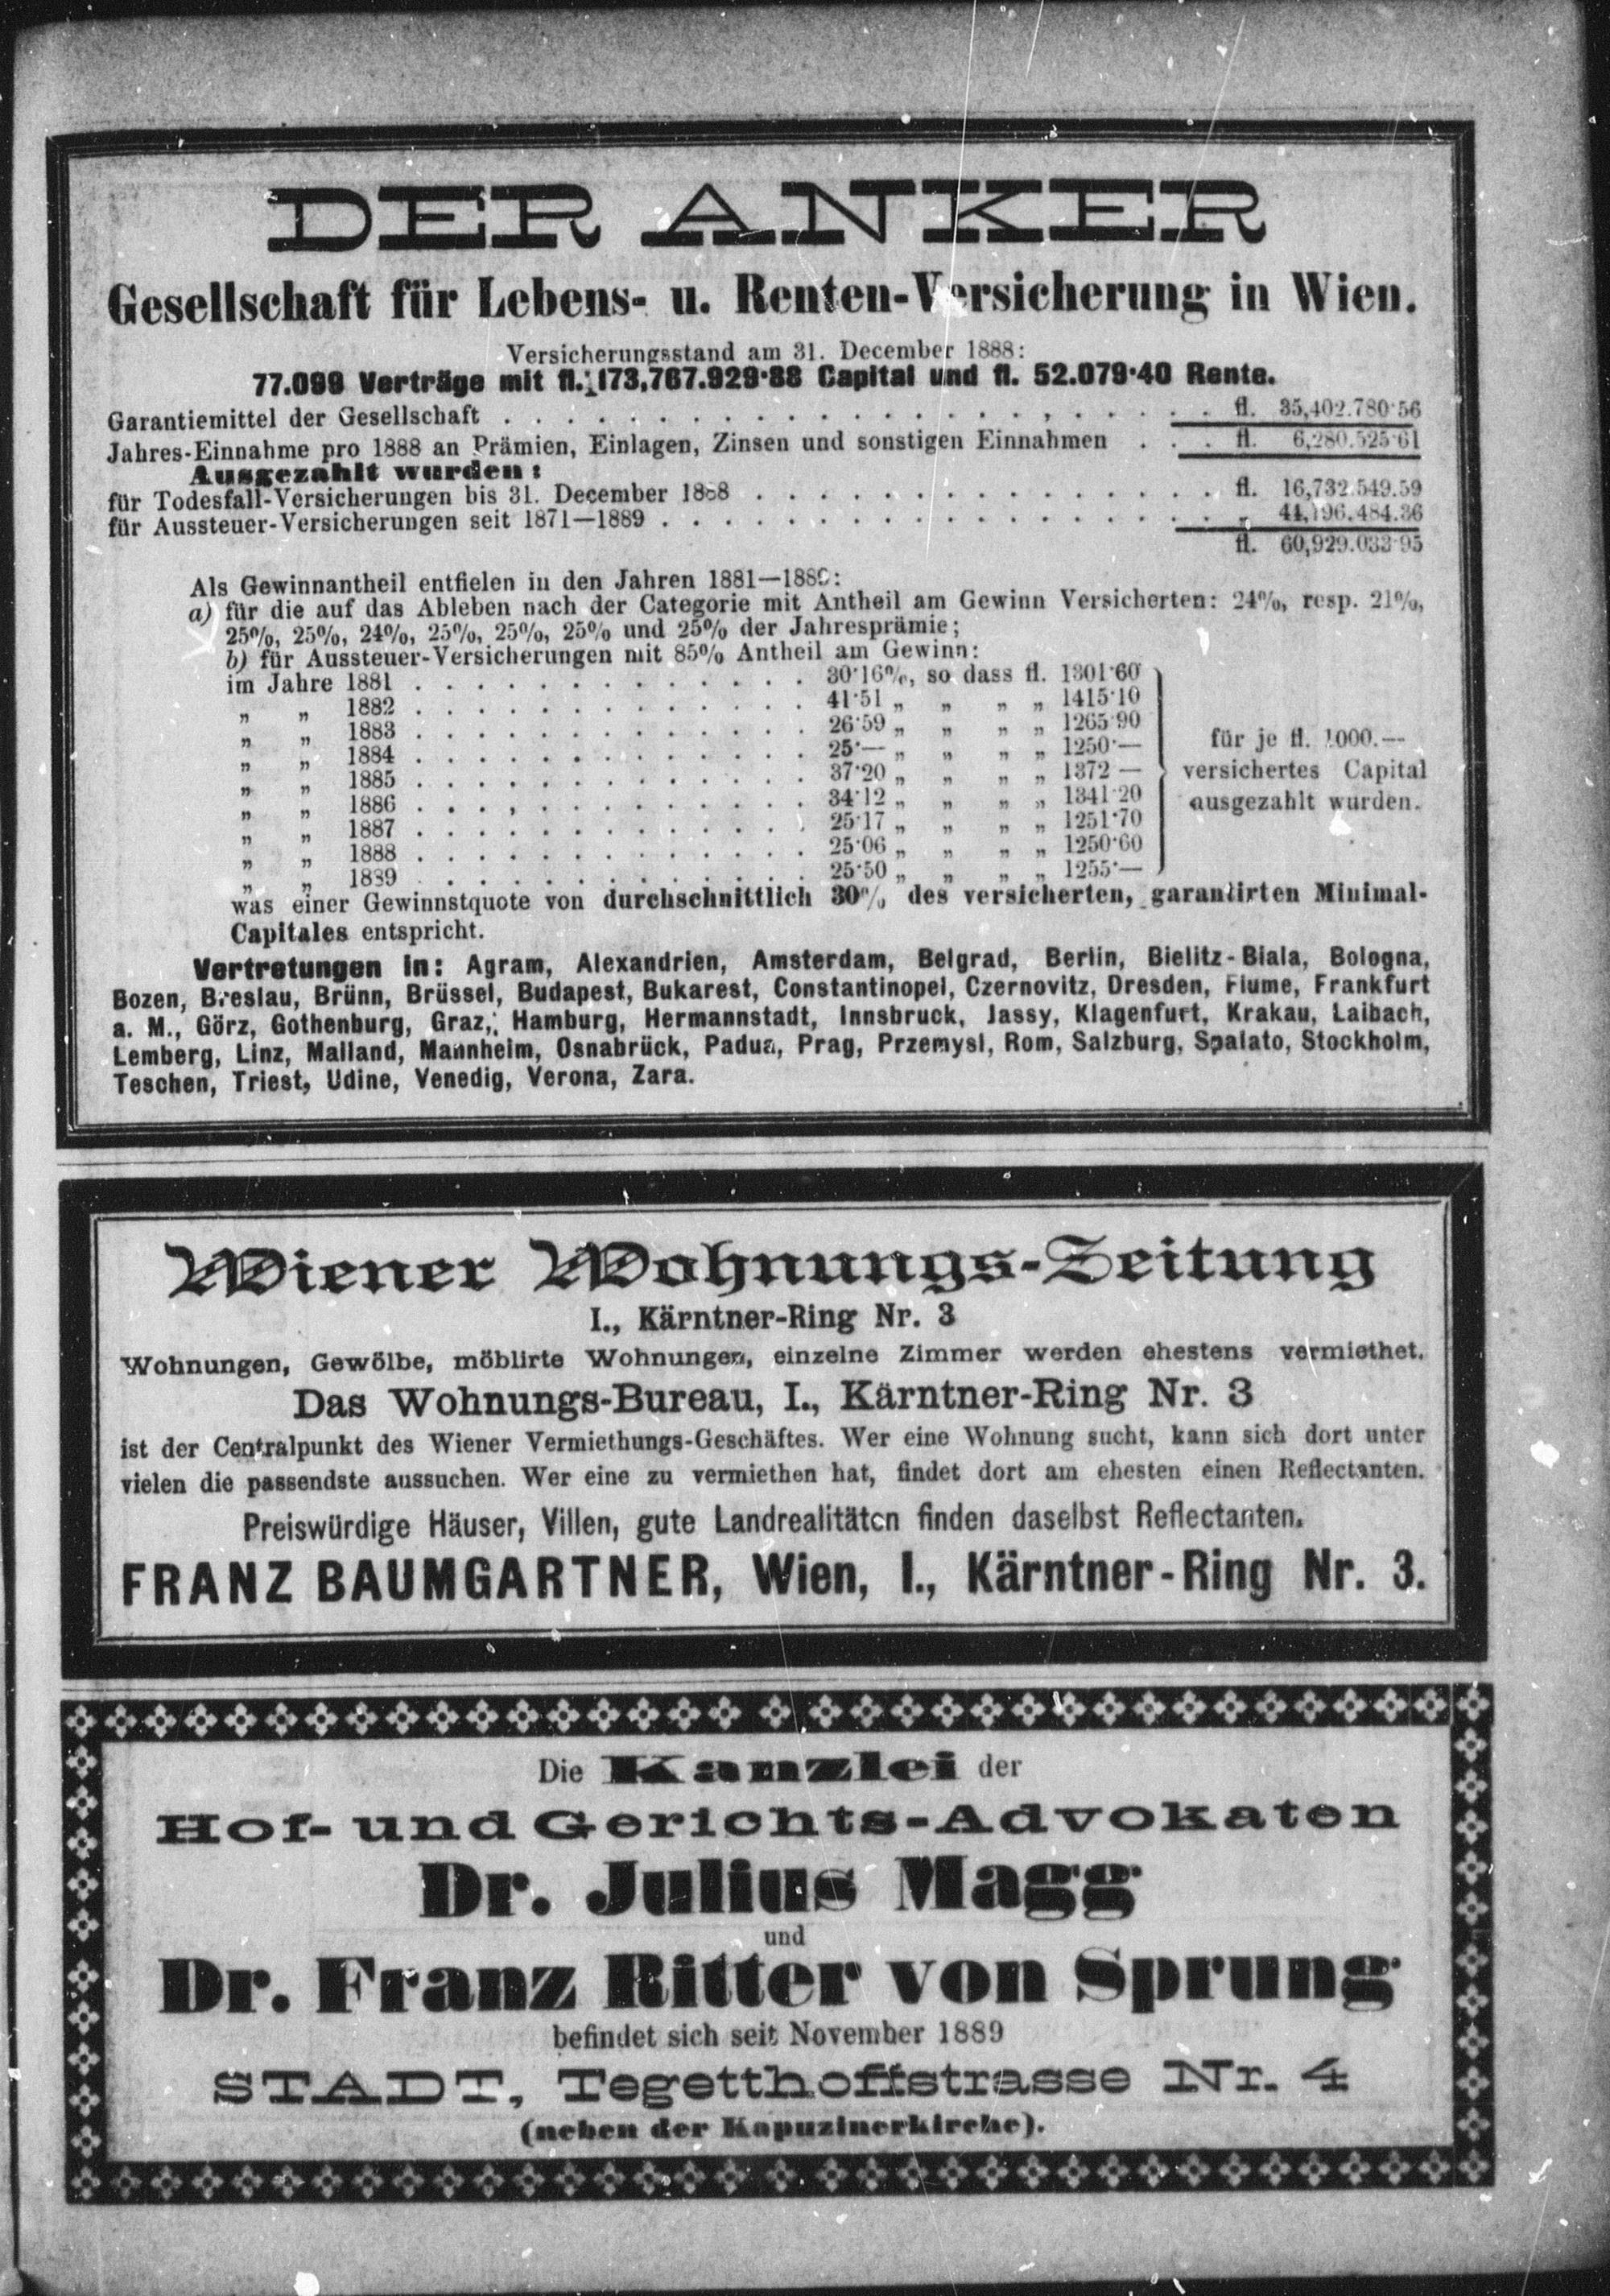 DER ANKER
Gesellschaft für Lebens- u. Renten-Versicherung in Wien.
Versicherungsstand am 31. December 1888:
77.099 Verträge mit fl. 173,767.929·88 Capital und fl. 52.079·40 Rente.
Garantiemittel der Gesellschaft . . . . . . . . . . . . . . . . . . . . fl. 35,402.780·56
Jahres-Einnahme pro 1888 an Prämien, Einlagen, Zinsen und sonstigen Einnahmen . . . fl. 6,280.525·61
Ausgezahlt wurden:
für Todesfall-Versicherungen bis 31. December 1888 . . . . . . . . . . . . . . fl. 16,732.549.59
für Aussteuer-Versicherungen seit 1871—1889 . . . . . . . . . . . . . . . . „ 44,196.484.36
fl. 60,929.033·95
Als Gewinnantheil entfielen in den Jahren 1881—1889:
a) für die auf das Ableben nach der Categorie mit Antheil am Gewinn Versicherten: 24%, resp. 21%,
25%, 25%, 24%, 25%, 25%, 25% und 25% der Jahresprämie;
b) für Aussteuer-Versicherungen mit 85% Antheil am Gewinn:
im Jahre 1881 . . . . . . . . . . . . . 30·16%, so dass fl. 1301·60
„ „ 1882 . . . . . . . . . . . . . 41·51 „ „ „ „ 1415·10
„ „ 1883 . . . . . . . . . . . . . 26·59 „ „ „ „ 1265·90
„ „ 1884 . . . . . . . . . . . . . 25·— „ „ „ „ 1250·—
„ „ 1885 . . . . . . . . . . . . . 37·20 „ „ „ „ 1372 —
„ „ 1886 . . . . . . . . . . . . . 34·12 „ „ „ „ 1341·20
„ „ 1887 . . . . . . . . . . . . . 25·17 „ „ „ „ 1251·70
„ „ 1888 . . . . . . . . . . . . . 25·06 „ „ „ „ 1250·60
„ „ 1889 . . . . . . . . . . . . . 25·50 „ „ „ „ 1255·—
für je fl. 1000.—
versichertes Capital
ausgezahlt wurden.
was einer Gewinnstquote von durchschnittlich 30% des versicherten, garantirten Minimal-
Capitales entspricht.
Vertretungen in: Agram, Alexandrien, Amsterdam, Belgrad, Berlin, Bielitz-Biala, Bologna,
Bozen, Breslau, Brünn, Brüssel, Budapest, Bukarest, Constantinopel, Czernovitz, Dresden, Fiume, Frankfurt
a. M., Görz, Gothenburg, Graz, Hamburg, Hermannstadt, Innsbruck, Jassy, Klagenfurt, Krakau, Laibach,
Lemberg, Linz, Mailand, Mannheim, Osnabrück, Padua, Prag, Przemysl, Rom, Salzburg, Spalato, Stockholm,
Teschen, Triest, Udine, Venedig, Verona, Zara.
Wiener Wohnungs-Zeitung
I., Kärntner-Ring Nr. 3
Wohnungen, Gewölbe, möblirte Wohnungen, einzelne Zimmer werden ehestens vermiethet.
Das Wohnungs-Bureau, I., Kärntner-Ring Nr. 3
ist der Centralpunkt des Wiener Vermiethungs-Geschäftes. Wer eine Wohnung sucht, kann sich dort unter
vielen die passendste aussuchen. Wer eine zu vermiethen hat, findet dort am ehesten einen Reflectanten.
Preiswürdige Häuser, Villen, gute Landrealitäten finden daselbst Reflectanten.
FRANZ BAUMGARTNER, Wien, I., Kärntner-Ring Nr. 3.
Die Kanzlei der
Hof- und Gerichts-Advokaten
Dr. Julius Magg
und
Dr. Franz Ritter von Sprung
befindet sich seit November 1889
STADT, Tegetthoffstrasse Nr. 4
(neben der Kapuzinerkirche).